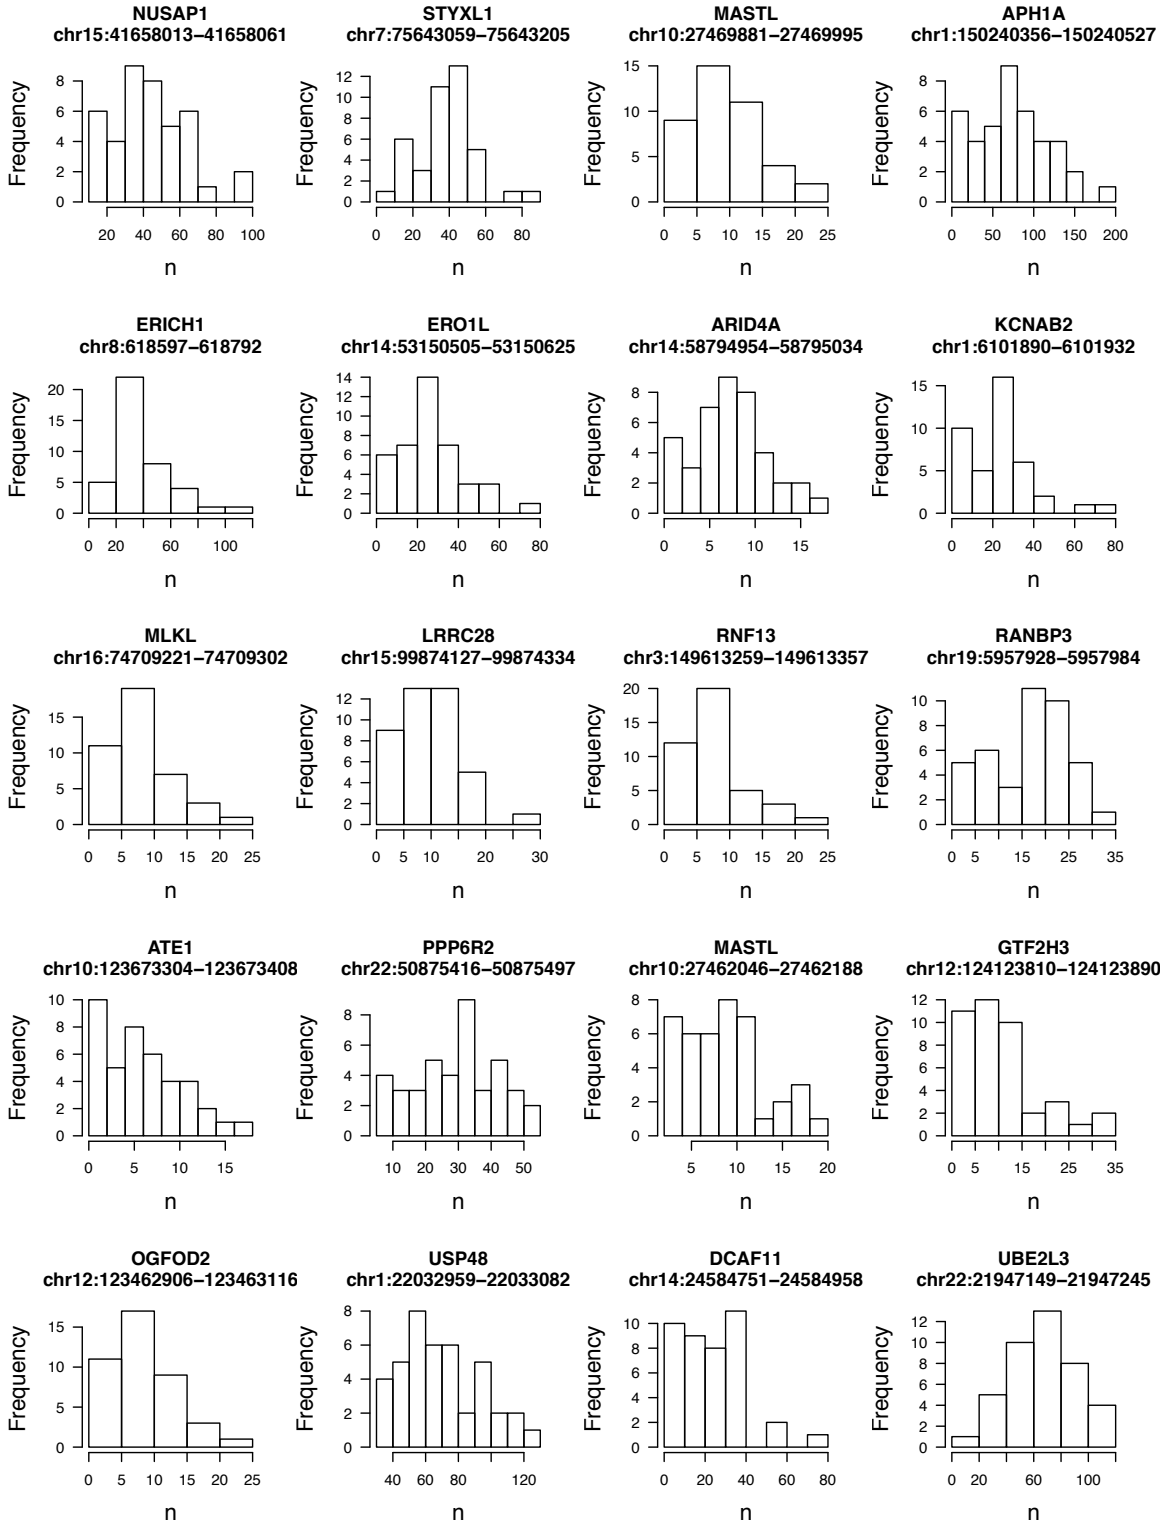 NUSAP1
chr15:41658013−41658061
Frequency
0 2 4 6 8
20 40 60 80 100
n
STYXL1
chr7:75643059−75643205
Frequency
0 2 4 6 8 10 12
0 20 40 60 80
n
MASTL
chr10:27469881−27469995
Frequency
0 5 10 15
0 5 10 15 20 25
n
APH1A
chr1:150240356−150240527
Frequency
0 2 4 6 8
0 50 100 150 200
n
ERICH1
chr8:618597−618792
Frequency
0 5 10 15 20
0 20 60 100
n
ERO1L
chr14:53150505−53150625
Frequency
0 2 4 6 8 10 12 14
0 20 40 60 80
n
ARID4A
chr14:58794954−58795034
Frequency
0 2 4 6 8
0 5 10 15
n
KCNAB2
chr1:6101890−6101932
Frequency
0 5 10 15
0 20 40 60 80
n
MLKL
chr16:74709221−74709302
Frequency
0 5 10 15
0 5 10 15 20 25
n
LRRC28
chr15:99874127−99874334
Frequency
0 2 4 6 8 10 12
0 5 10 20 30
n
RNF13
chr3:149613259−149613357
Frequency
0 5 10 15 20
0 5 10 15 20 25
n
RANBP3
chr19:5957928−5957984
Frequency
0 2 4 6 8 10
0 5 15 25 35
n
ATE1
chr10:123673304−123673408
Frequency
0 2 4 6 8 10
0 5 10 15
n
PPP6R2
chr22:50875416−50875497
Frequency
0 2 4 6 8
10 20 30 40 50
n
MASTL
chr10:27462046−27462188
Frequency
0 2 4 6 8
5 10 15 20
n
GTF2H3
chr12:124123810−124123890
Frequency
0 2 4 6 8 10 12
0 5 15 25 35
n
OGFOD2
chr12:123462906−123463116
Frequency
0 5 10 15
0 5 10 15 20 25
n
USP48
chr1:22032959−22033082
Frequency
0 2 4 6 8
40 60 80 120
n
DCAF11
chr14:24584751−24584958
Frequency
0 2 4 6 8 10
0 20 40 60 80
n
UBE2L3
chr22:21947149−21947245
Frequency
0 2 4 6 8 10 12
0 20 60 100
n